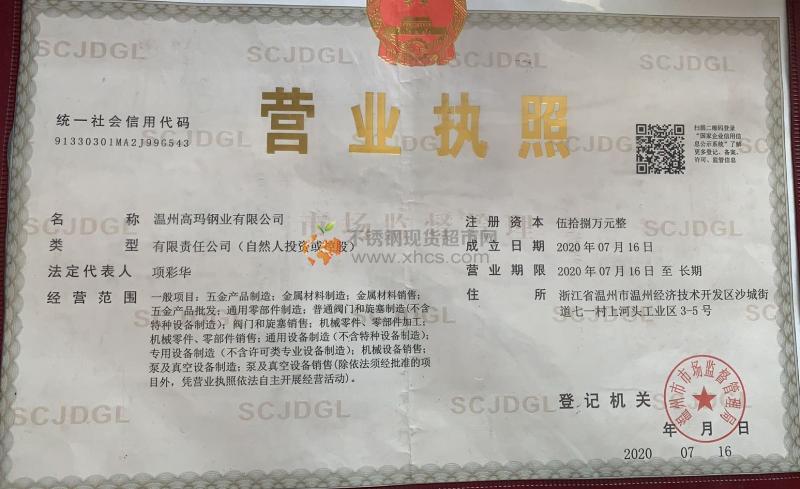 SCJDGL SCJDGL SCJDGL
营业执照
统一社会信用代码
91330301MA2J996543
扫描二维码登录
“国家企业信用信
息公示系统”了解
更多登记、备案、
许可、监管信息
SCJDGL SCJDGL
市场监督管理
名称 温州高玛钢业有限公司
类型 有限责任公司（自然人投资或控股）
法定代表人 项彩华
经营范围 一般项目：五金产品制造；金属材料制造；金属材料销售；
五金产品批发；通用零部件制造；普通阀门和旋塞制造(不含
特种设备制造)；阀门和旋塞销售；机械零件、零部件加工；
机械零件、零部件销售；通用设备制造（不含特种设备制造）；
专用设备制造（不含许可类专业设备制造）；机械设备销售；
泵及真空设备制造；泵及真空设备销售(除依法须经批准的项
目外，凭营业执照依法自主开展经营活动)。
注册资本 伍拾捌万元整
成立日期 2020年07月16日
营业期限 2020年07月16日至长期
住所 浙江省温州市温州经济技术开发区沙城街
道七一村上河头工业区3-5号
不锈钢现货超市网
www.xhcs.com
SCJDGL SCJDGL SCJDGL SCJDGL
登记机关
温州市市场监督管理局
年 月 日
2020 07 16